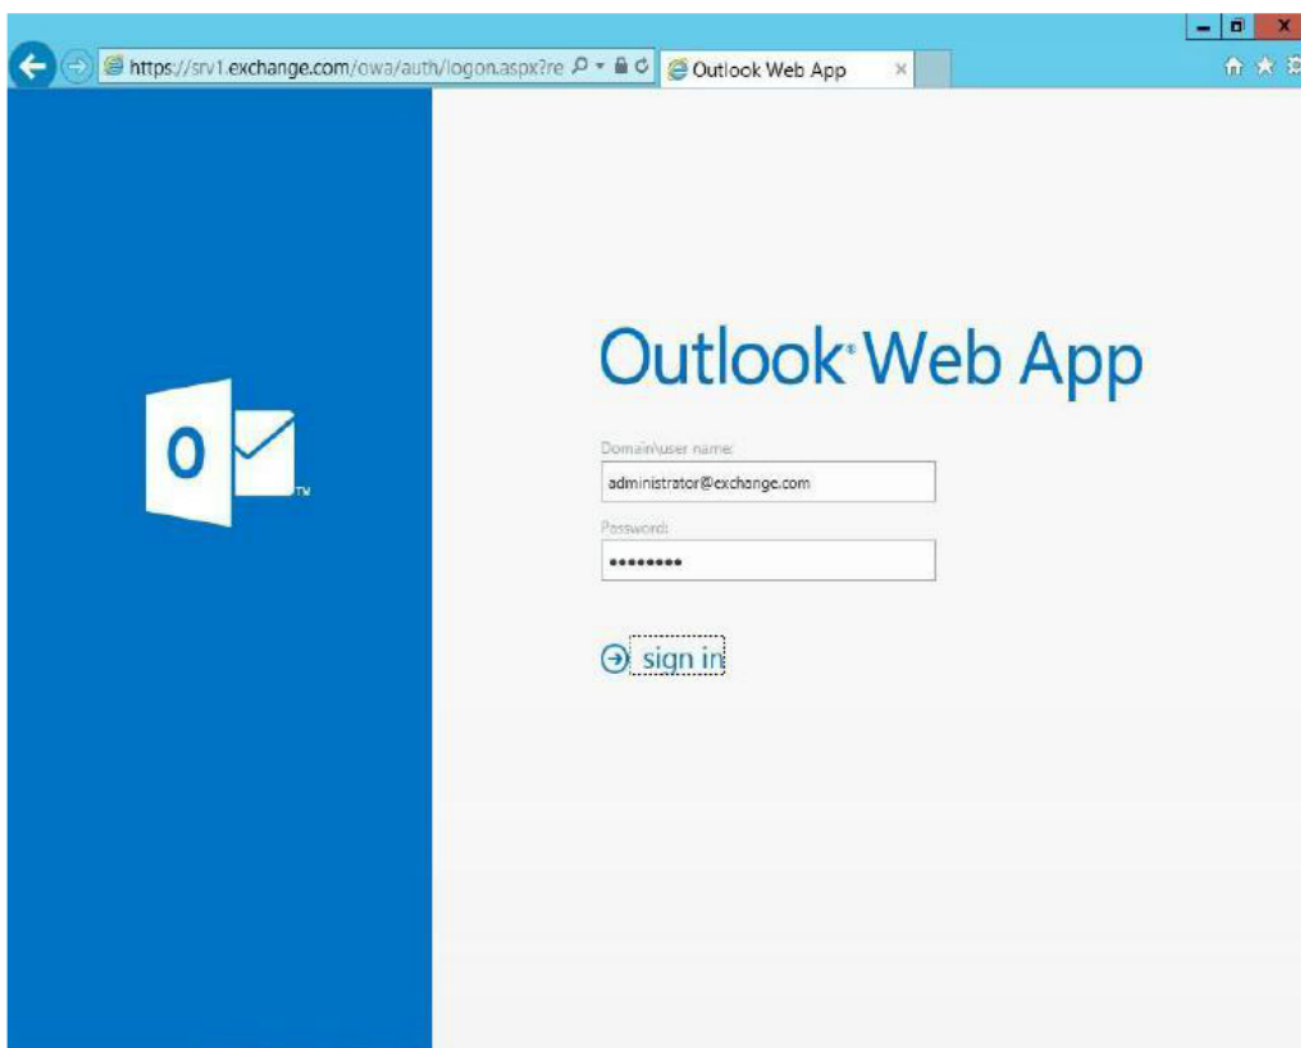 https://srv1.exchange.com/owa/auth/logon.aspx?re
Outlook Web App
Outlook® Web App
O
TM
Domain\user name:
administrator@exchange.com
Password:
••••••••
sign in